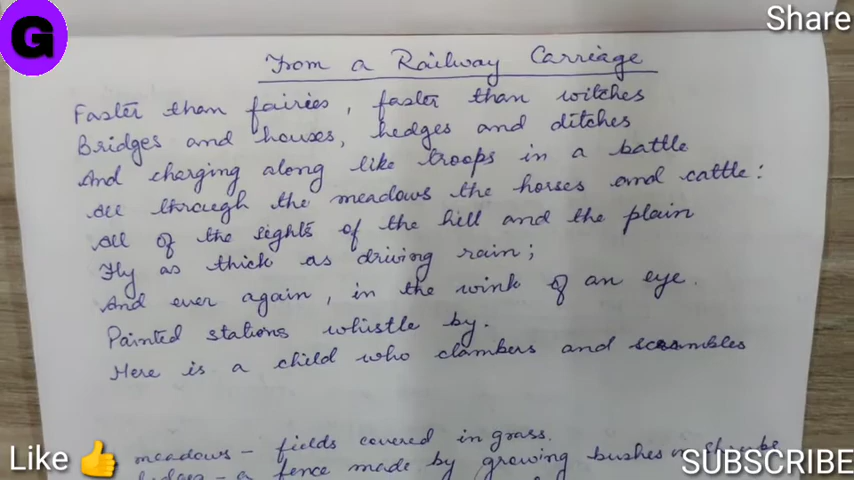 G
Share
From a Railway Carriage
Faster than fairies, faster than witches
Bridges and houses, hedges and ditches
And charging along like troops in a battle
All through the meadows the horses and cattle:
All of the sights of the hill and the plain
Fly as thick as driving rain;
And ever again, in the wink of an eye.
Painted stations whistle by.
Here is a child who clambers and scrambles
meadows - fields covered in grass.
hedges - a fence made by growing bushes or shrubs
Like
SUBSCRIBE